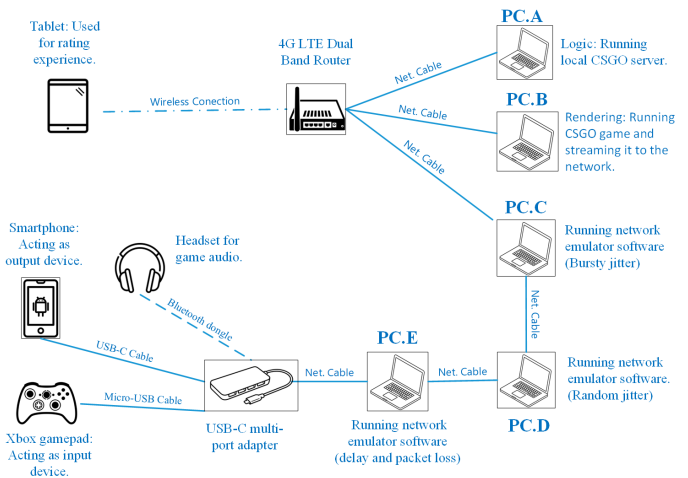 Tablet: Used
for rating
experience.
Wireless Conection
4G LTE Dual
Band Router
Net. Cable
PC.A
Logic: Running
local CSGO server.
Net. Cable
PC.B
Rendering: Running
CSGO game and
streaming it to the
network.
Net. Cable
PC.C
Running network
emulator software
(Bursty jitter)
Net. Cable
Smartphone:
Acting as
output device.
Headset for
game audio.
Bluetooth dongle
USB-C Cable
Micro-USB Cable
Xbox gamepad:
Acting as input
device.
USB-C multi-
port adapter
Net. Cable
PC.E
Running network
emulator software
(delay and packet loss)
Net. Cable
Running network
emulator software.
(Random jitter)
PC.D